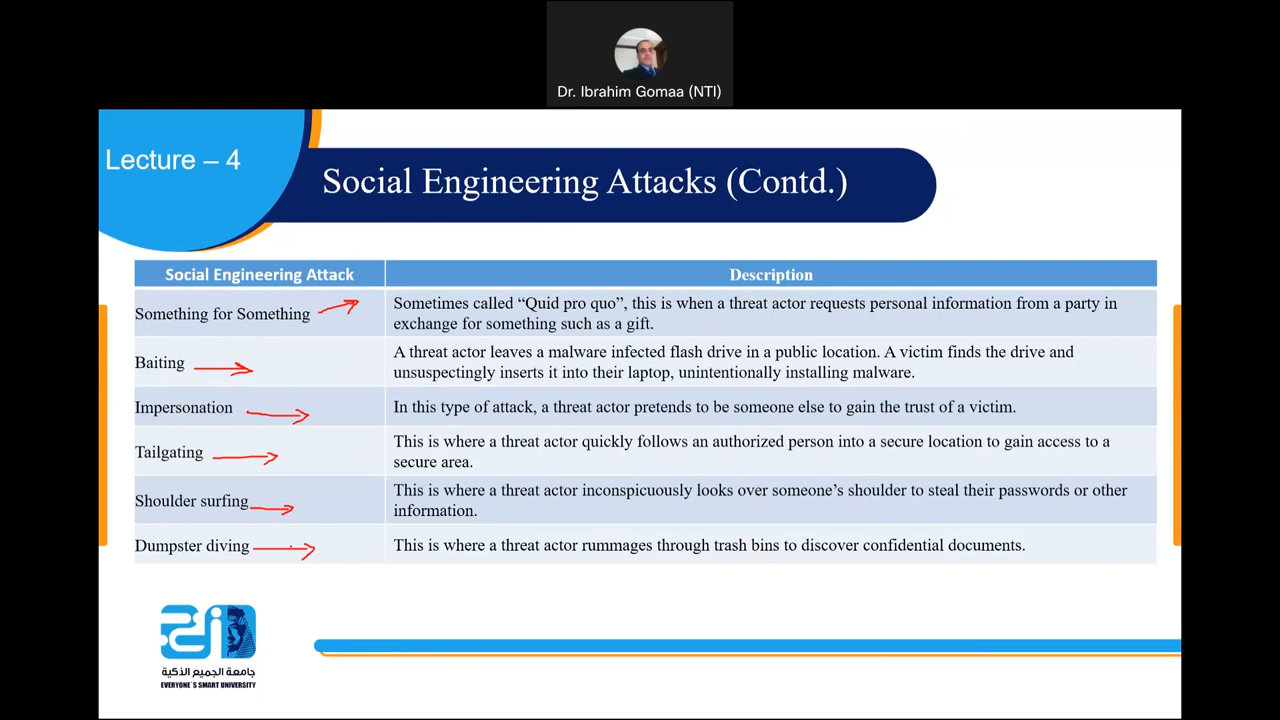 Dr. Ibrahim Gomaa (NTI)
Lecture – 4
Social Engineering Attacks (Contd.)
Social Engineering Attack
Description
Something for Something
Sometimes called “Quid pro quo”, this is when a threat actor requests personal information from a party in
exchange for something such as a gift.
Baiting
A threat actor leaves a malware infected flash drive in a public location. A victim finds the drive and
unsuspectingly inserts it into their laptop, unintentionally installing malware.
Impersonation
In this type of attack, a threat actor pretends to be someone else to gain the trust of a victim.
Tailgating
This is where a threat actor quickly follows an authorized person into a secure location to gain access to a
secure area.
Shoulder surfing
This is where a threat actor inconspicuously looks over someone’s shoulder to steal their passwords or other
information.
Dumpster diving
This is where a threat actor rummages through trash bins to discover confidential documents.
جامعة الجميع الذكية
EVERYONE`S SMART UNIVERSITY